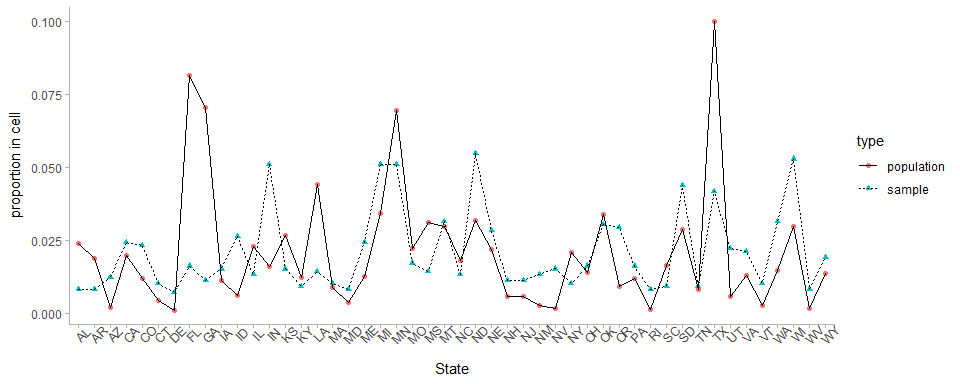 0.100
0.075
0.050
0.025
0.000
proportion in cell
AL AR AZ CA CO CT DE FL GA IA ID IL IN KS KY LA MA MD ME MI MN MO MS MT NC ND NE NH NJ NM NV NY OH OK OR PA RI SC SD TN TX UT VA VT WA WI WV WY
State
type
population
sample